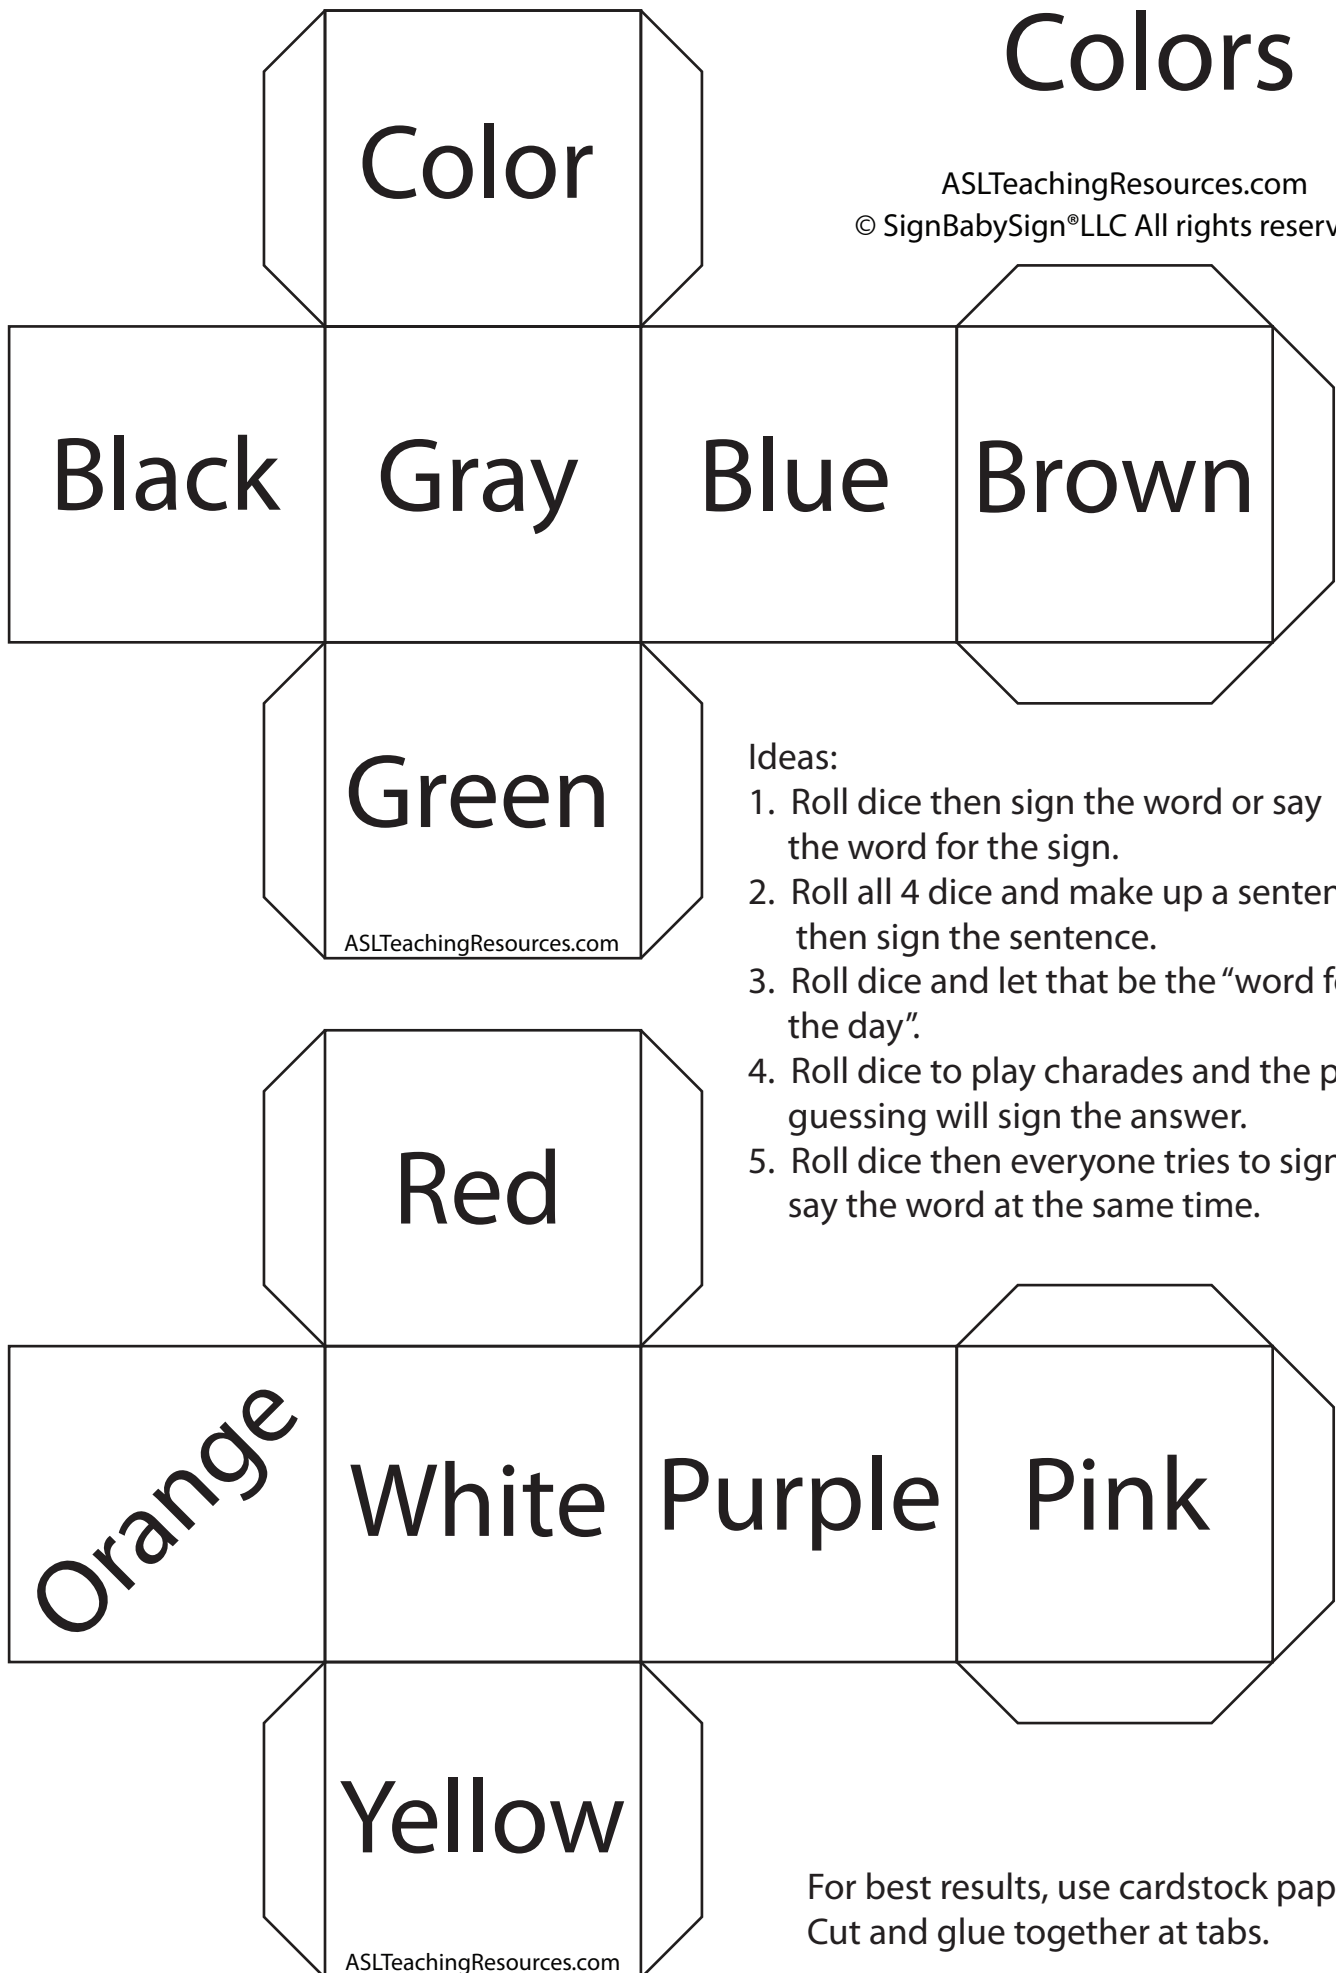 Colors
ASLTeachingResources.com
© SignBabySign®LLC All rights
Color
Black Gray Blue Brown
Green
ASLTeachingResources.com
Ideas:
1. Roll dice then sign the word or say
the word for the sign.
2. Roll all 4 dice and make up a
then sign the sentence.
3. Roll dice and let that be the “word
the day”.
4. Roll dice to play charades and the
guessing will sign the answer.
5. Roll dice then everyone tries to sign
say the word at the same time.
Red
Orange White Purple Pink
Yellow
ASLTeachingResources.com
For best results, use cardstock
Cut and glue together at tabs.